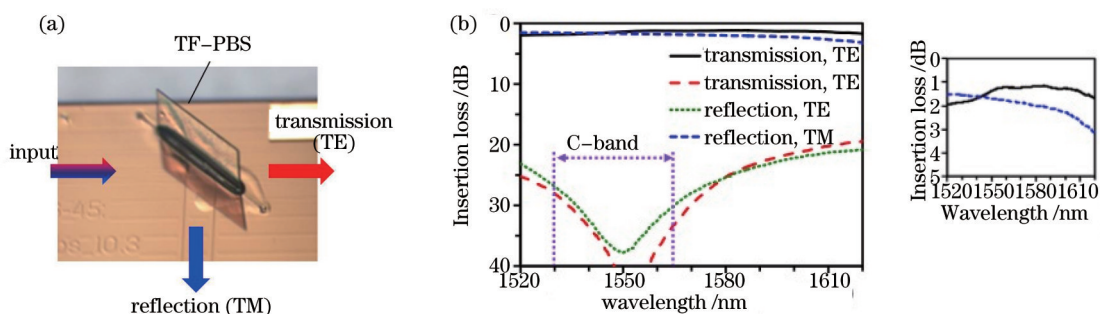 (a)
TF-PBS
transmission
(TE)
input
reflection (TM)
(b)
Insertion loss /dB
0
10
20
30
40
transmission, TE
transmission, TE
reflection, TE
reflection, TM
C-band
1520
1550
1580
1610
wavelength /nm
Insertion loss /dB
0
1
2
3
4
5
1520
1540
1560
1580
1610
Wavelength /nm